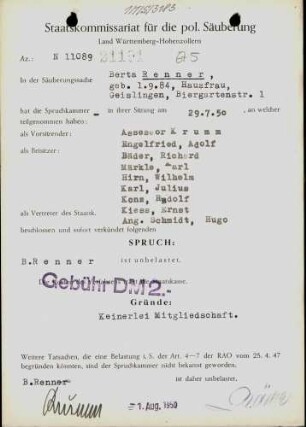 Staatskommissariat für die pol. Säuberung
Land Württemberg-Hohenzollern
Az.: N 11089
In der Säuberungssache Berta Renner,
geb. 1.9.84, Hausfrau,
Geislingen, Biergartenstr. 1
hat die Spruchkammer – in ihrer Sitzung am 29.7.50 , an welcher
teilgenommen haben:
als Vorsitzender: Assessor Krumm
als Beisitzer: Engelfried, Adolf
Bäder, Richard
Märkle, Karl
Hirn, Wilhelm
Karl, Julius
Kenz, Rudolf
als Vertreter des Staatsk. Kiess, Ernst
Ang. Schmidt, Hugo
beschlossen und sofort verkündet folgenden
SPRUCH:
B.Renner ist unbelastet.
Gebühr DM 2.-
Gründe:
Keinerlei Mitgliedschaft.
Weitere Tatsachen, die eine Belastung i. S. der Art. 4–7 der RAO vom 25. 4. 47
begründen könnten, sind der Spruchkammer nicht bekannt geworden.
B.Renner ist daher unbelastet.
Krumm
1. Aug. 1950